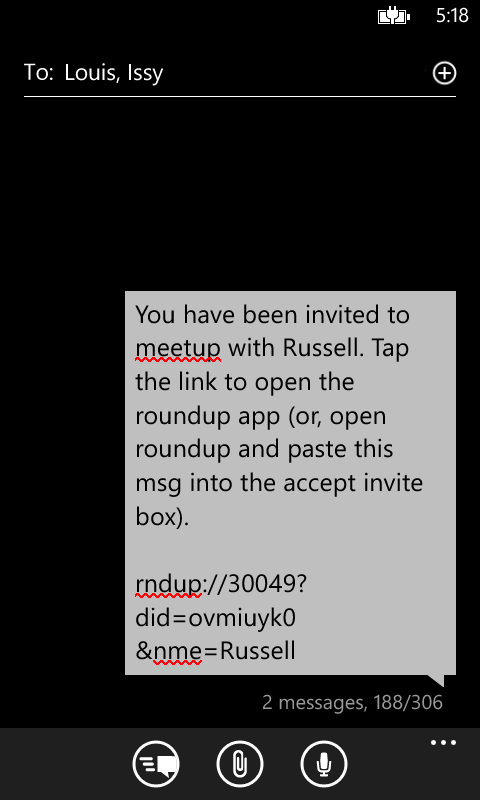 5:18
To: Louis, Issy
You have been invited to
meetup with Russell. Tap
the link to open the
roundup app (or, open
roundup and paste this
msg into the accept invite
box).
rndup://30049?
did=ovmiuyk0
&nme=Russell
2 messages, 188/306